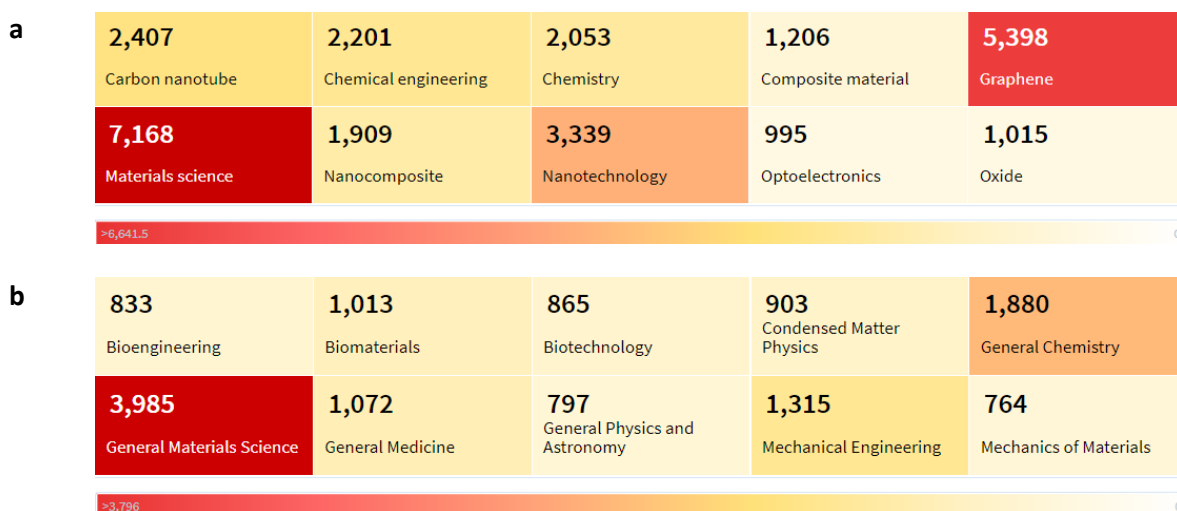 a
2,407
Carbon nanotube
2,201
Chemical engineering
2,053
Chemistry
1,206
Composite material
5,398
Graphene
7,168
Materials science
1,909
Nanocomposite
3,339
Nanotechnology
995
Optoelectronics
1,015
Oxide
>6,641.5
b
833
Bioengineering
1,013
Biomaterials
865
Biotechnology
903
Condensed Matter
Physics
1,880
General Chemistry
3,985
General Materials Science
1,072
General Medicine
797
General Physics and
Astronomy
1,315
Mechanical Engineering
764
Mechanics of Materials
>3,796